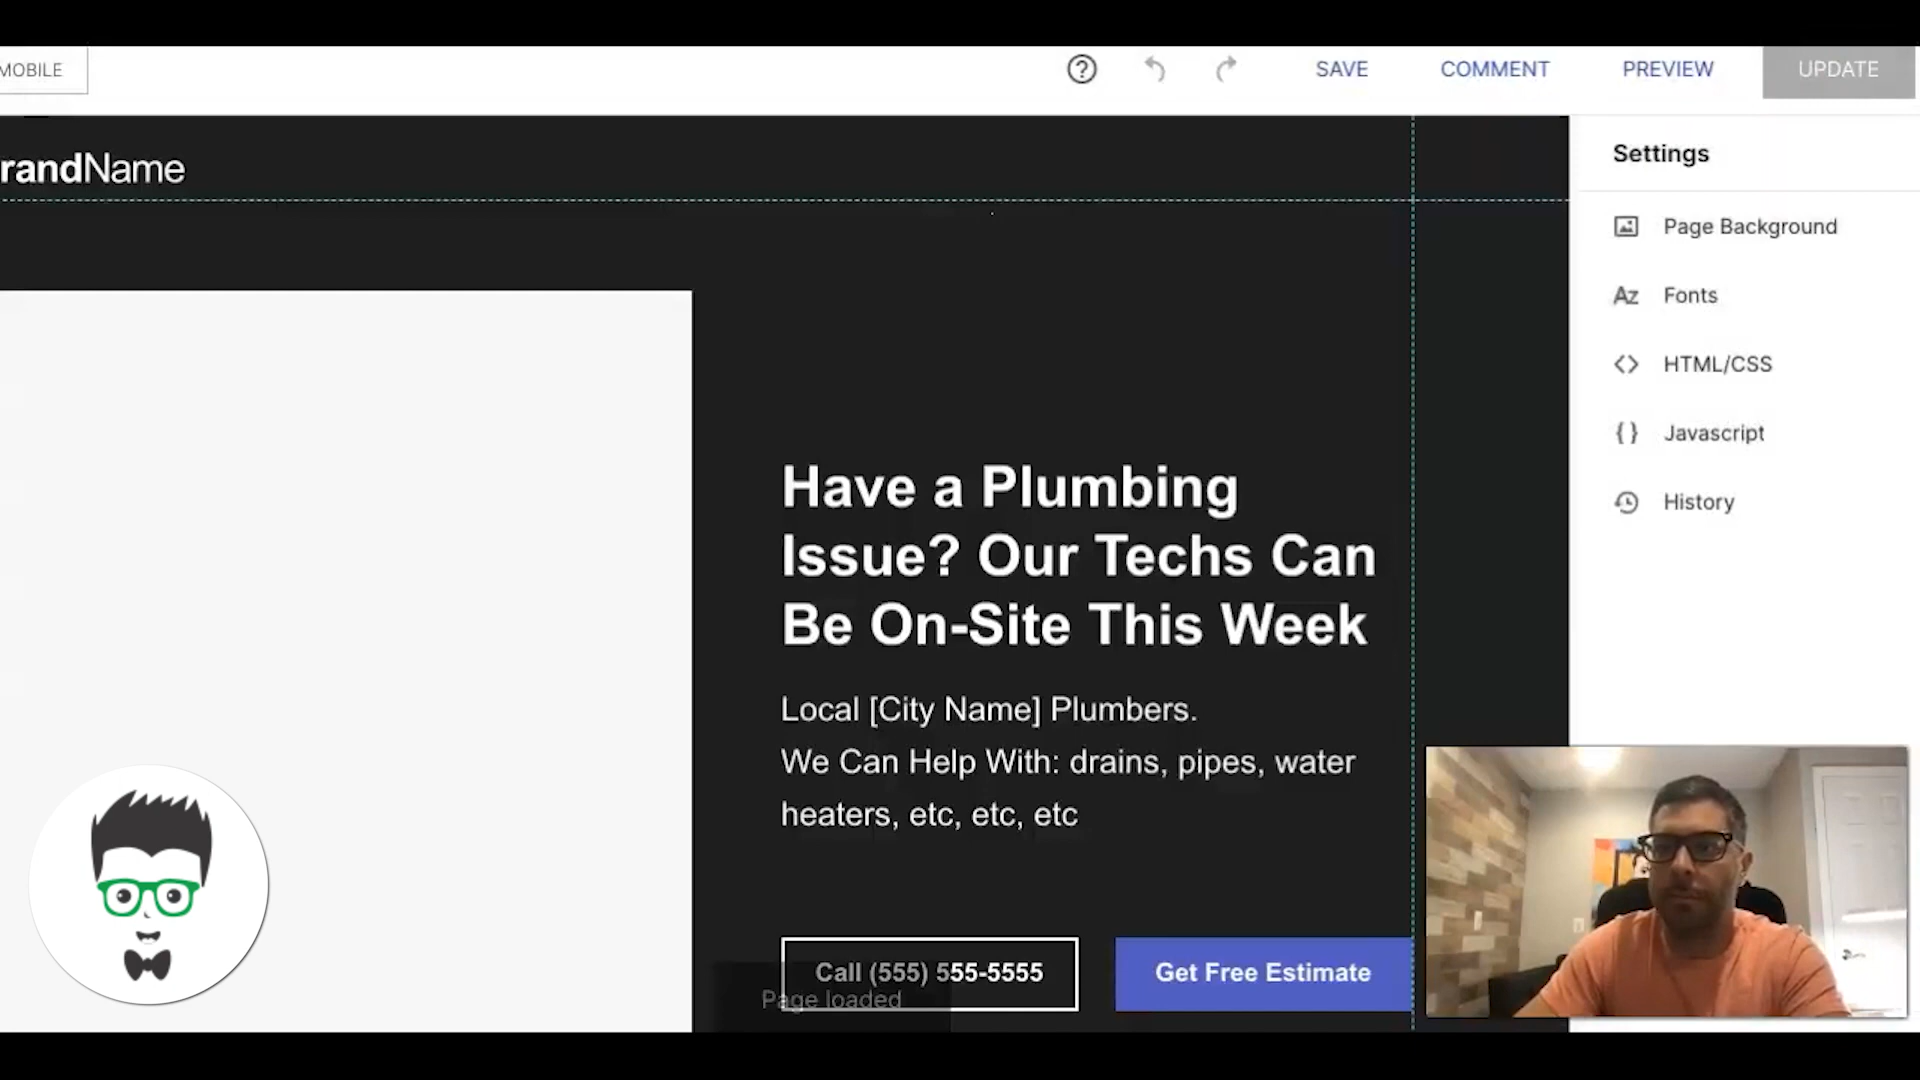 MOBILE
SAVE
COMMENT
PREVIEW
UPDATE
randName
Settings
Page Background
Fonts
HTML/CSS
Javascript
History
Have a Plumbing
Issue? Our Techs Can
Be On-Site This Week
Local [City Name] Plumbers.
We Can Help With: drains, pipes, water
heaters, etc, etc, etc
Call (555) 555-5555
Get Free Estimate
Page loaded